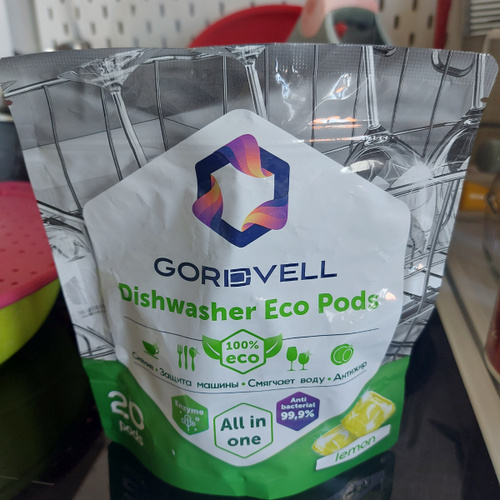 GORDVELL
Dishwasher Eco Pods
100%
eco
Сияние • Защита машины • Смягчает воду • Антижир
20
pods
Enzyme
All in
one
Anti
bacterial
99,9%
lemon